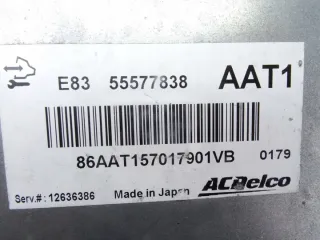 E83 55577838 AAT1
86AAT157017901VB 0179
Serv.#: 12636386 Made in Japan ACDelco